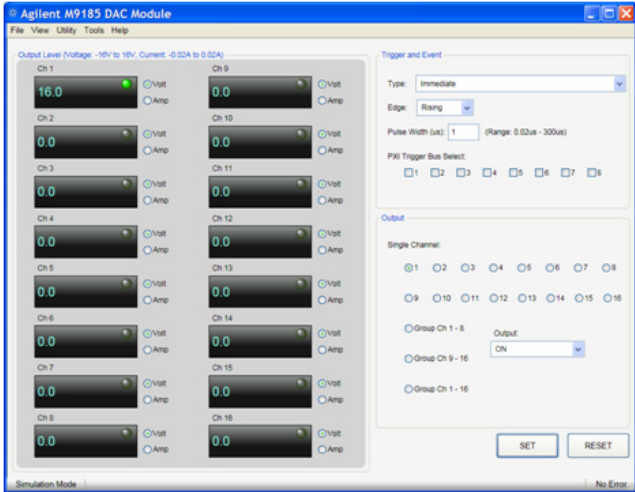 Agilent M9185 DAC Module
File View Utility Tools Help
Output Level (Voltage: -16V to 16V, Current: -0.02A to 0.02A)
Ch 1
16.0
Volt
Amp
Ch 2
0.0
Volt
Amp
Ch 3
0.0
Volt
Amp
Ch 4
0.0
Volt
Amp
Ch 5
0.0
Volt
Amp
Ch 6
0.0
Volt
Amp
Ch 7
0.0
Volt
Amp
Ch 8
0.0
Volt
Amp
Ch 9
0.0
Volt
Amp
Ch 10
0.0
Volt
Amp
Ch 11
0.0
Volt
Amp
Ch 12
0.0
Volt
Amp
Ch 13
0.0
Volt
Amp
Ch 14
0.0
Volt
Amp
Ch 15
0.0
Volt
Amp
Ch 16
0.0
Volt
Amp
Trigger and Event
Type: Immediate
Edge: Rising
Pulse Width (us): 1 (Range: 0.02us - 300us)
PXI Trigger Bus Select:
1 2 3 4 5 6 7 8
Output
Single Channel:
1 2 3 4 5 6 7 8
9 10 11 12 13 14 15 16
Group Ch 1 - 8
Output:
ON
Group Ch 9 - 16
Group Ch 1 - 16
SET RESET
Simulation Mode
No Error